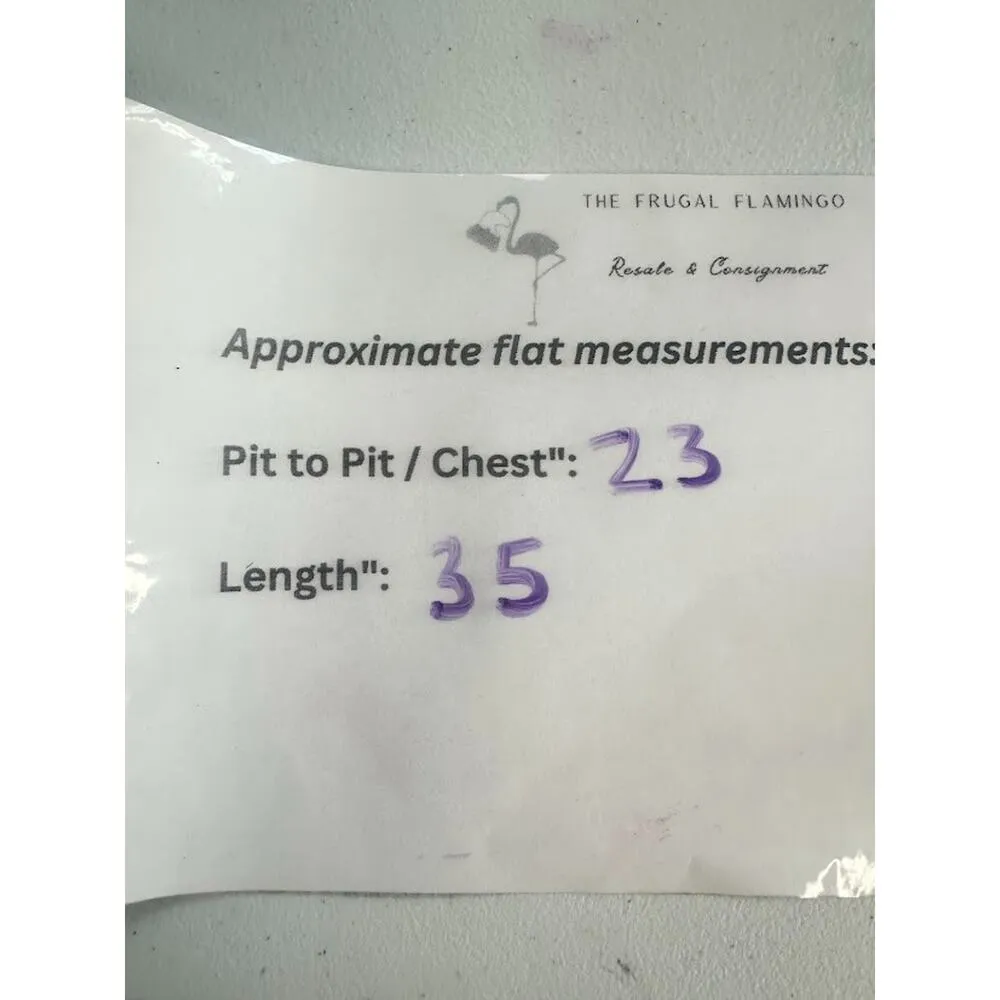 THE FRUGAL FLAMINGO
Resale & Consignment
Approximate flat measurements:
Pit to Pit / Chest": 23
Length": 35